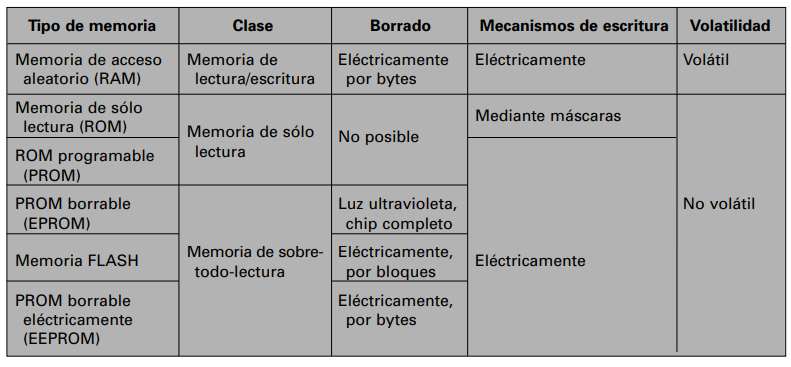 Tipo de memoria Clase Borrado Mecanismos de escritura Volatilidad
Memoria de acceso
aleatorio (RAM)
Memoria de
lectura/escritura
Eléctricamente
por bytes
Eléctricamente
Volátil
Memoria de sólo
lectura (ROM)
Memoria de sólo
lectura
No posible
Mediante máscaras
No volátil
ROM programable
(PROM)
Eléctricamente
PROM borrable
(EPROM)
Memoria de sobre-
todo-lectura
Luz ultravioleta,
chip completo
Memoria FLASH
Eléctricamente,
por bloques
PROM borrable
eléctricamente
(EEPROM)
Eléctricamente,
por bytes